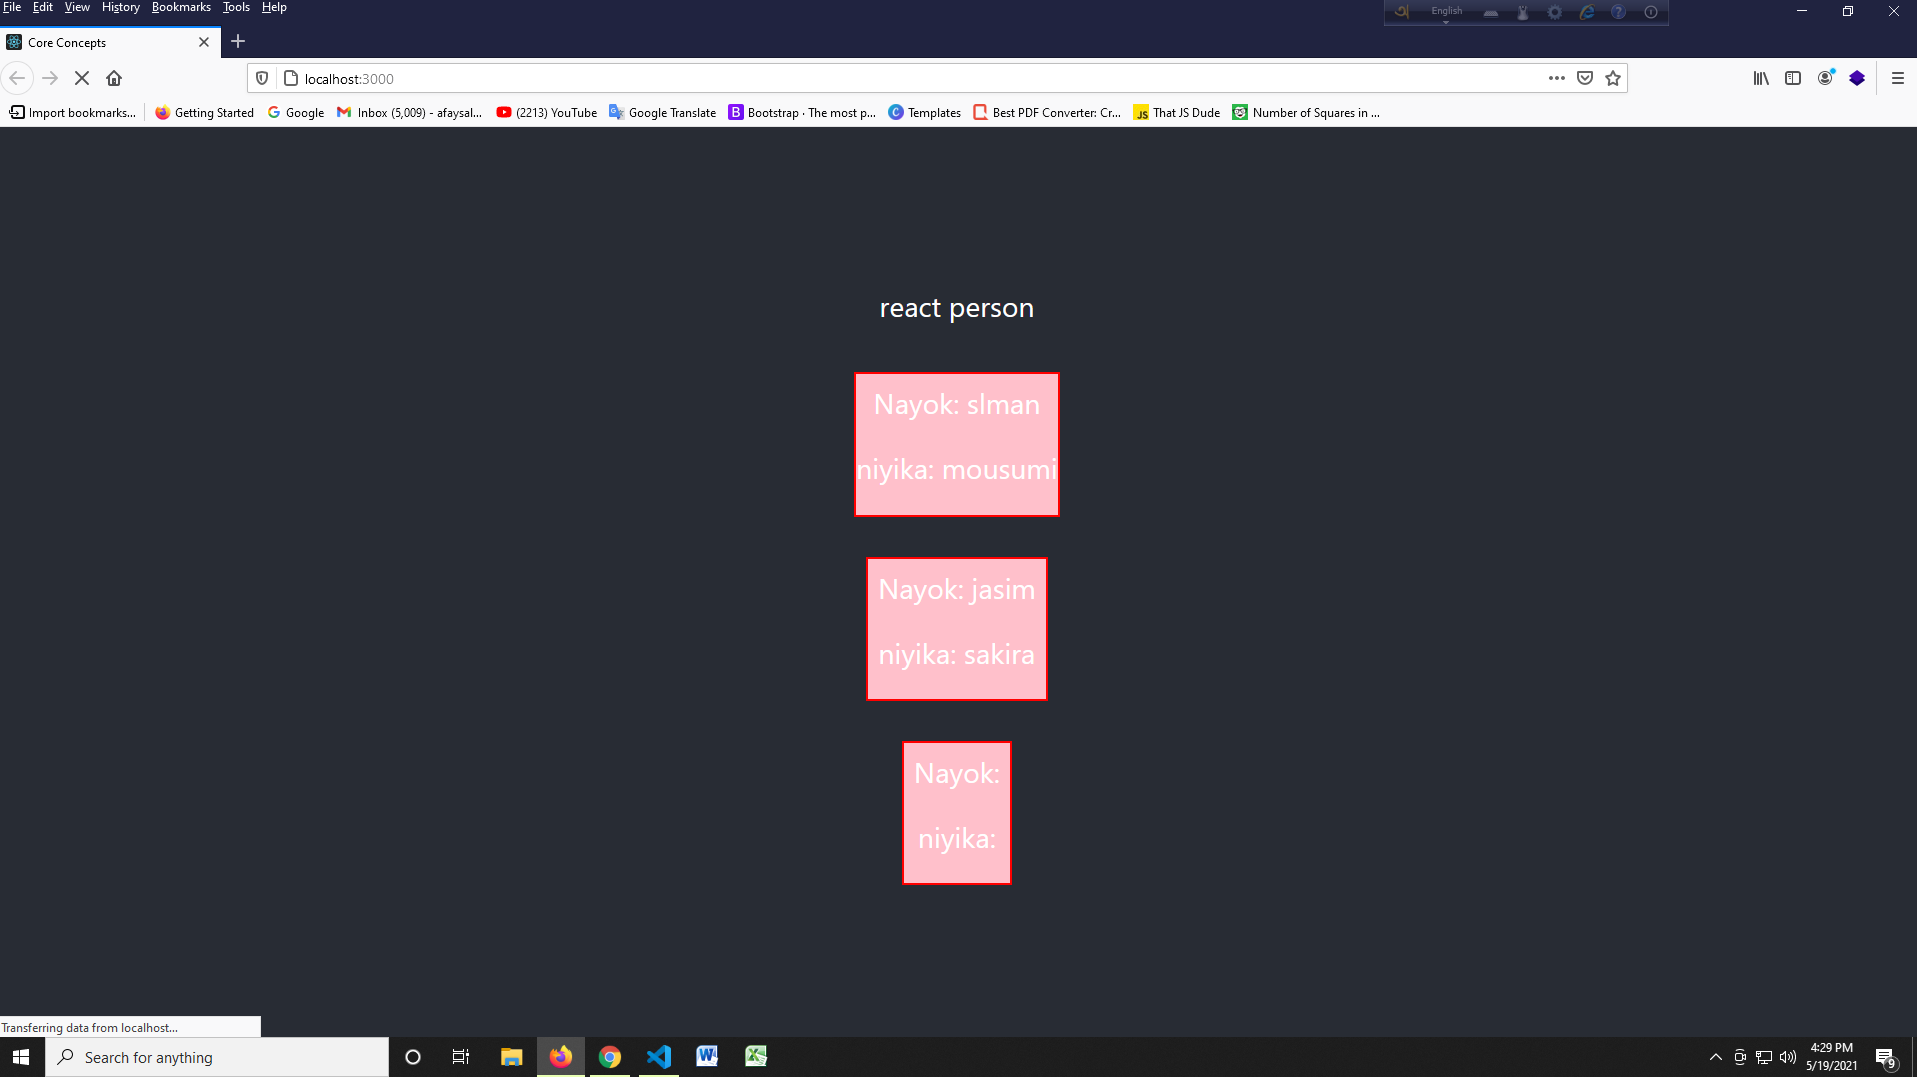 File Edit View History Bookmarks Tools Help
English
Core Concepts
localhost:3000
Import bookmarks... Getting Started Google Inbox (5,009) - afaysal... (2213) YouTube Google Translate Bootstrap · The most p... Templates Best PDF Converter: Cr... That JS Dude Number of Squares in ...
react person
Nayok: slman
niyika: mousumi
Nayok: jasim
niyika: sakira
Nayok:
niyika:
Transferring data from localhost...
Search for anything
4:29 PM
5/19/2021
9